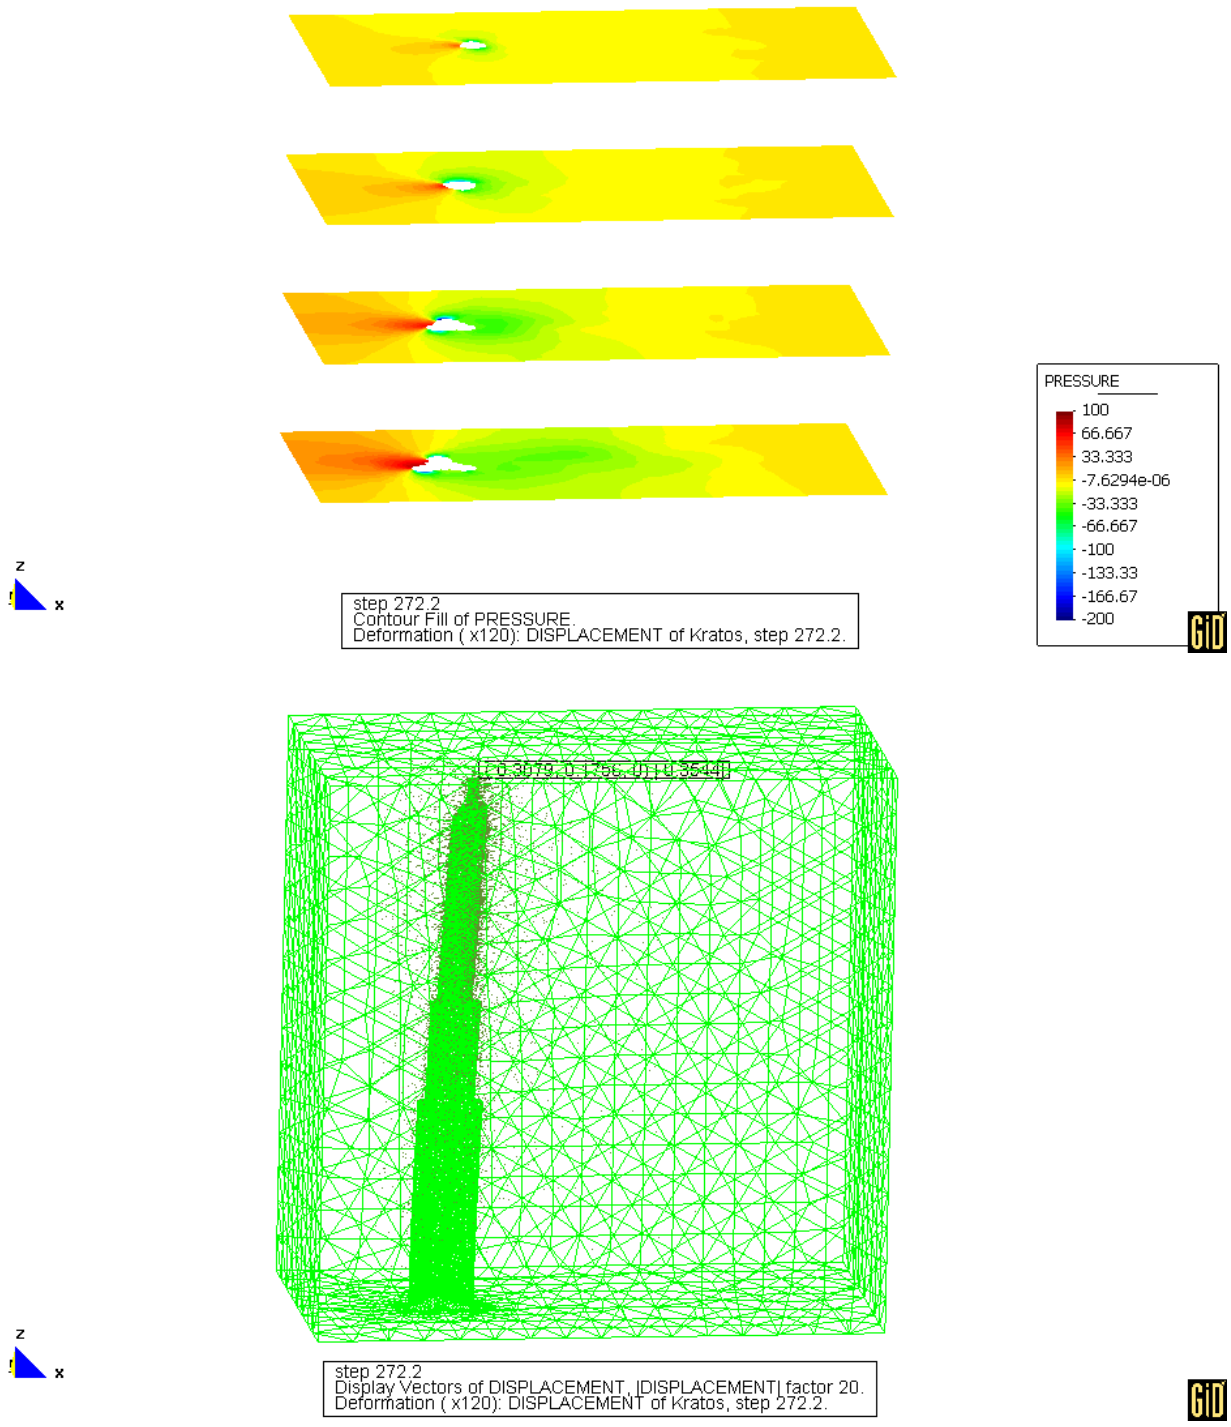 PRESSURE
100
66.667
33.333
-7.6294e-06
-33.333
-66.667
-100
-133.33
-166.67
-200
z
x
step 272.2
Contour Fill of PRESSURE.
Deformation ( x120): DISPLACEMENT of Kratos, step 272.2.
GiD
z
x
step 272.2
Display Vectors of DISPLACEMENT, |DISPLACEMENT| factor 20.
Deformation ( x120): DISPLACEMENT of Kratos, step 272.2.
GiD